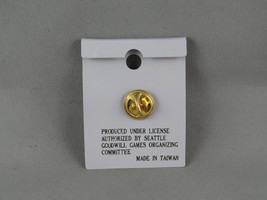 PRODUCED UNDER LICENSE
AUTHORIZED BY SEATTLE
GOODWILL GAMES ORGANIZING
COMMITTEE
MADE IN TAIWAN